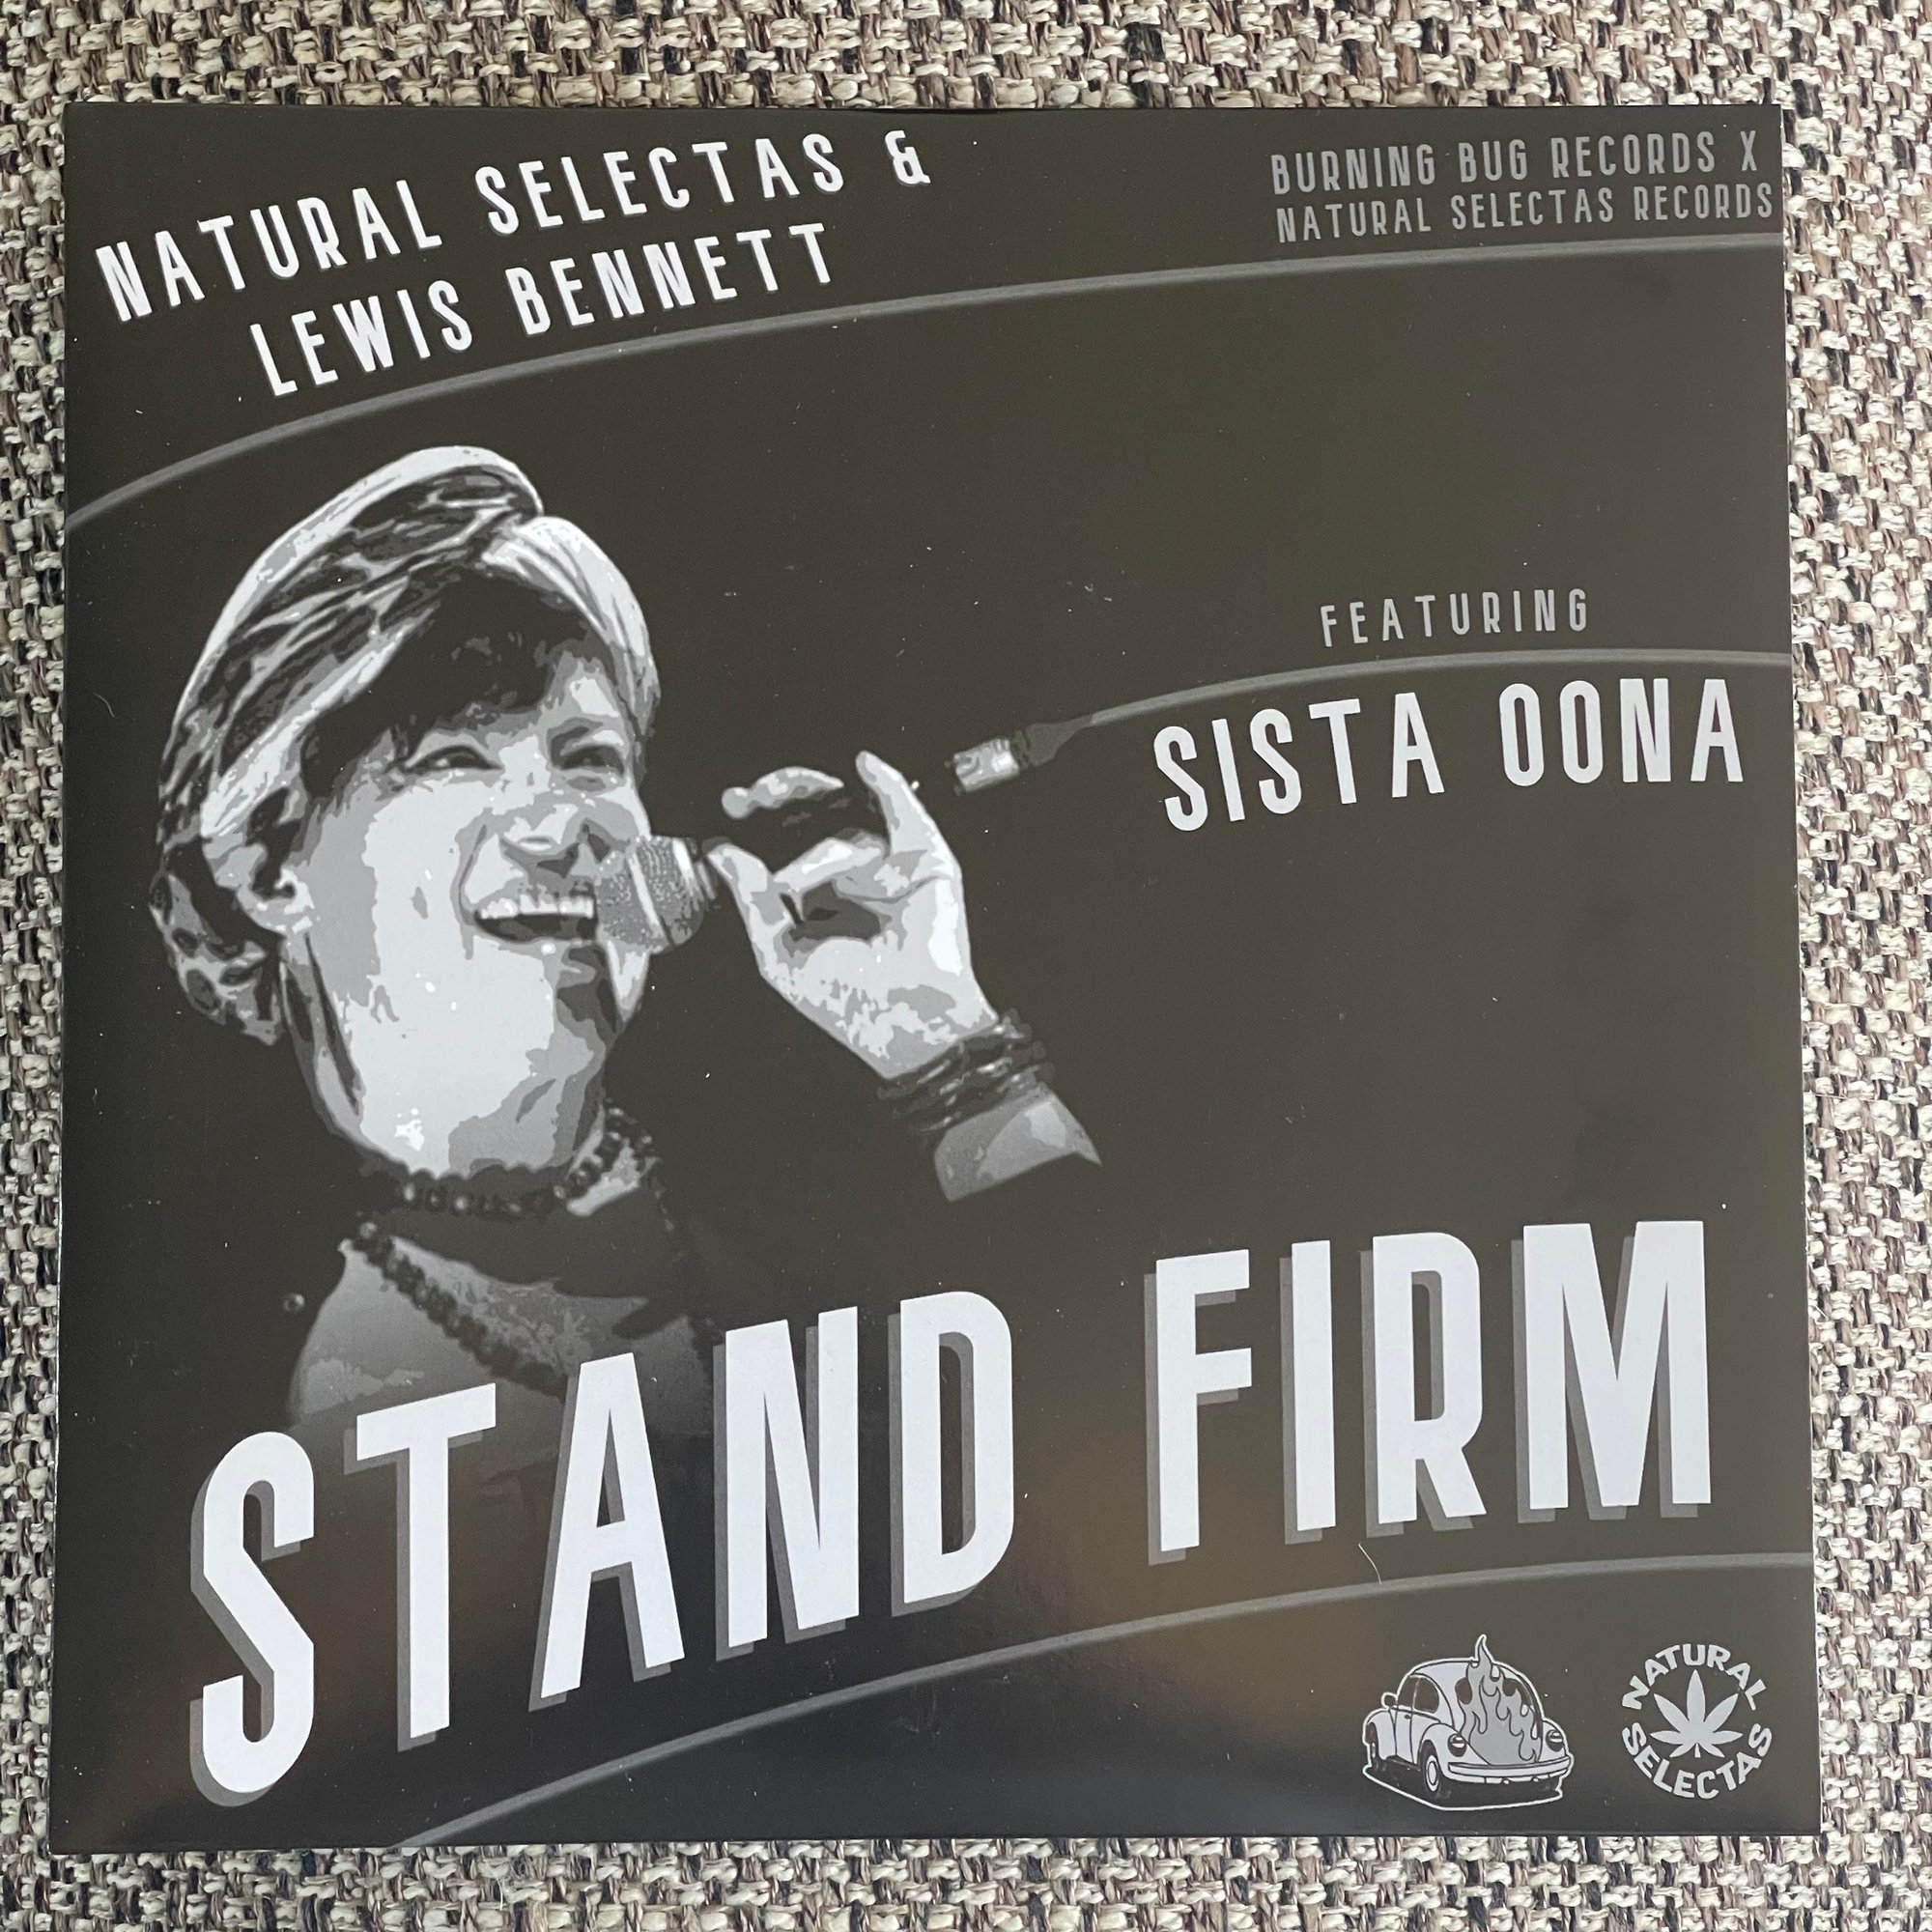 NATURAL SELECTAS &
LEWIS BENNETT
BURNING BUG RECORDS X
NATURAL SELECTAS RECORDS
FEATURING
SISTA OONA
STAND FIRM
NATURAL
SELECTAS